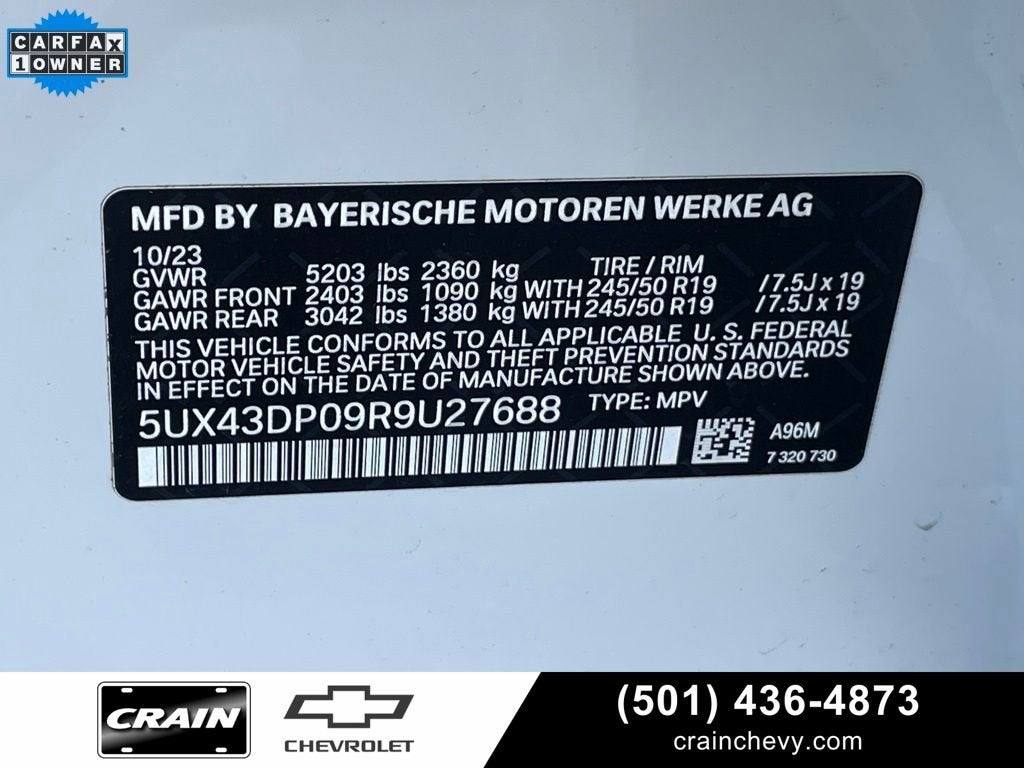 CARFAX
1 OWNER
MFD BY BAYERISCHE MOTOREN WERKE AG
10/23
GVWR 5203 lbs 2360 kg TIRE / RIM
GAWR FRONT 2403 lbs 1090 kg WITH 245/50 R19 /7.5J x 19
GAWR REAR 3042 lbs 1380 kg WITH 245/50 R19 /7.5J x 19
THIS VEHICLE CONFORMS TO ALL APPLICABLE U. S. FEDERAL
MOTOR VEHICLE SAFETY AND THEFT PREVENTION STANDARDS
IN EFFECT ON THE DATE OF MANUFACTURE SHOWN ABOVE.
5UX43DP09R9U27688 TYPE: MPV
A96M
7 320 730
CRAIN
CHEVROLET
(501) 436-4873
crainchevy.com